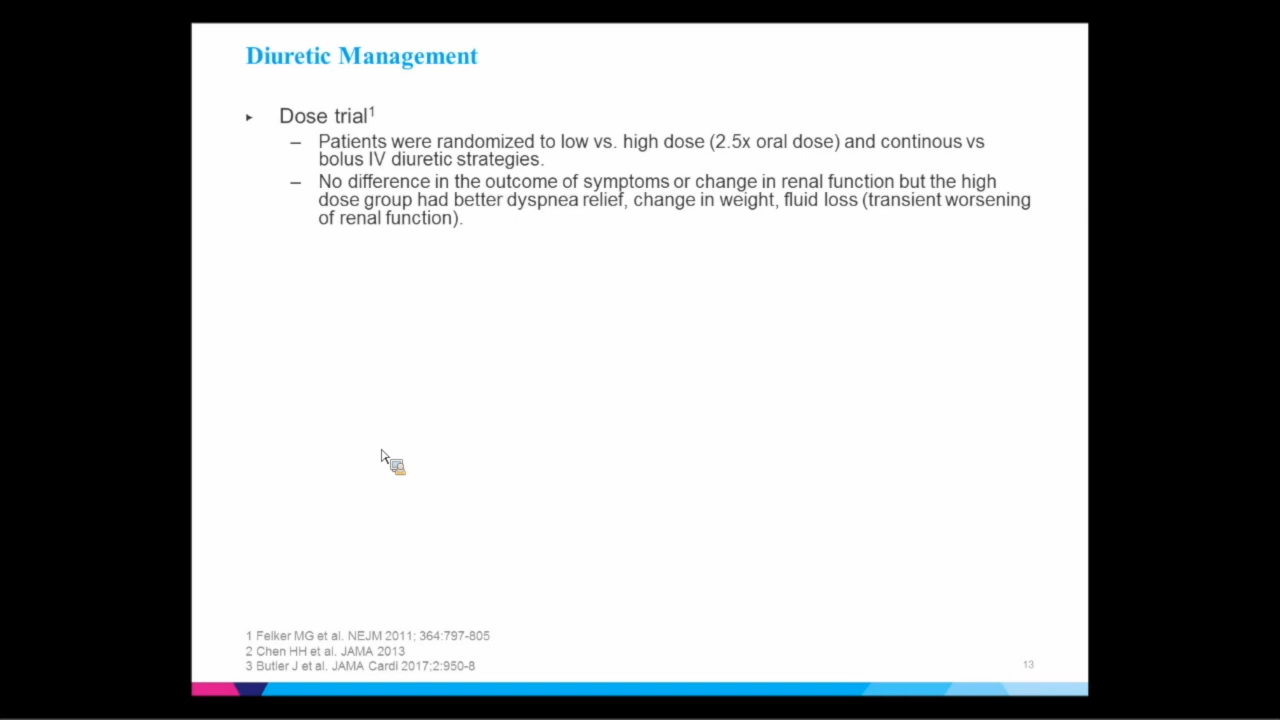 Diuretic Management
▸ Dose trial¹
– Patients were randomized to low vs. high dose (2.5x oral dose) and continous vs
bolus IV diuretic strategies.
– No difference in the outcome of symptoms or change in renal function but the high
dose group had better dyspnea relief, change in weight, fluid loss (transient worsening
of renal function).
1 Felker MG et al. NEJM 2011; 364:797-805
2 Chen HH et al. JAMA 2013
3 Butler J et al. JAMA Cardi 2017;2:950-8
13